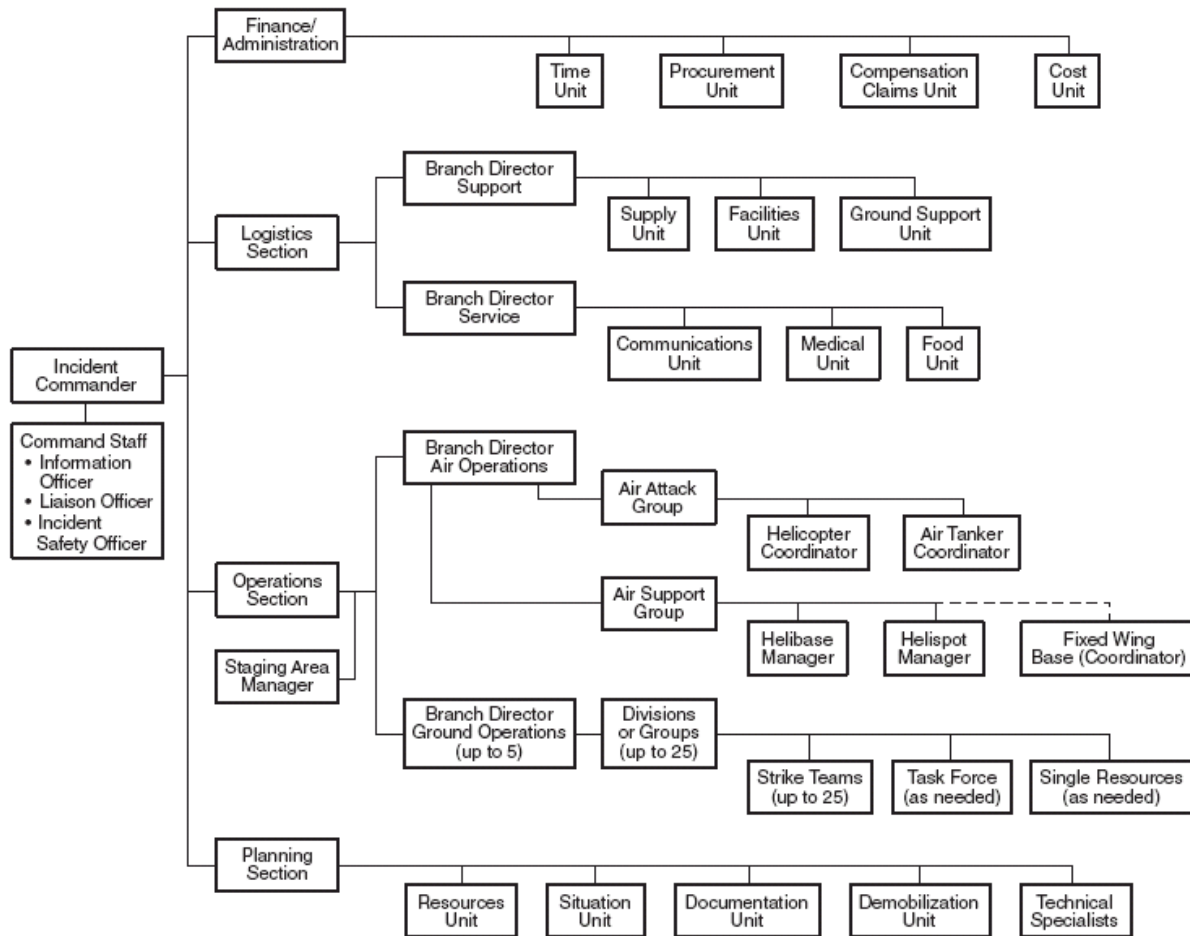 Finance/
Administration
Time
Unit
Procurement
Unit
Compensation
Claims Unit
Cost
Unit
Branch Director
Support
Supply
Unit
Facilities
Unit
Ground Support
Unit
Logistics
Section
Branch Director
Service
Communications
Unit
Medical
Unit
Food
Unit
Incident
Commander
Command Staff
• Information
Officer
• Liaison Officer
• Incident
Safety Officer
Branch Director
Air Operations
Air Attack
Group
Helicopter
Coordinator
Air Tanker
Coordinator
Operations
Section
Air Support
Group
Helibase
Manager
Helispot
Manager
Fixed Wing
Base (Coordinator)
Staging Area
Manager
Branch Director
Ground Operations
(up to 5)
Divisions
or Groups
(up to 25)
Strike Teams
(up to 25)
Task Force
(as needed)
Single Resources
(as needed)
Planning
Section
Resources
Unit
Situation
Unit
Documentation
Unit
Demobilization
Unit
Technical
Specialists